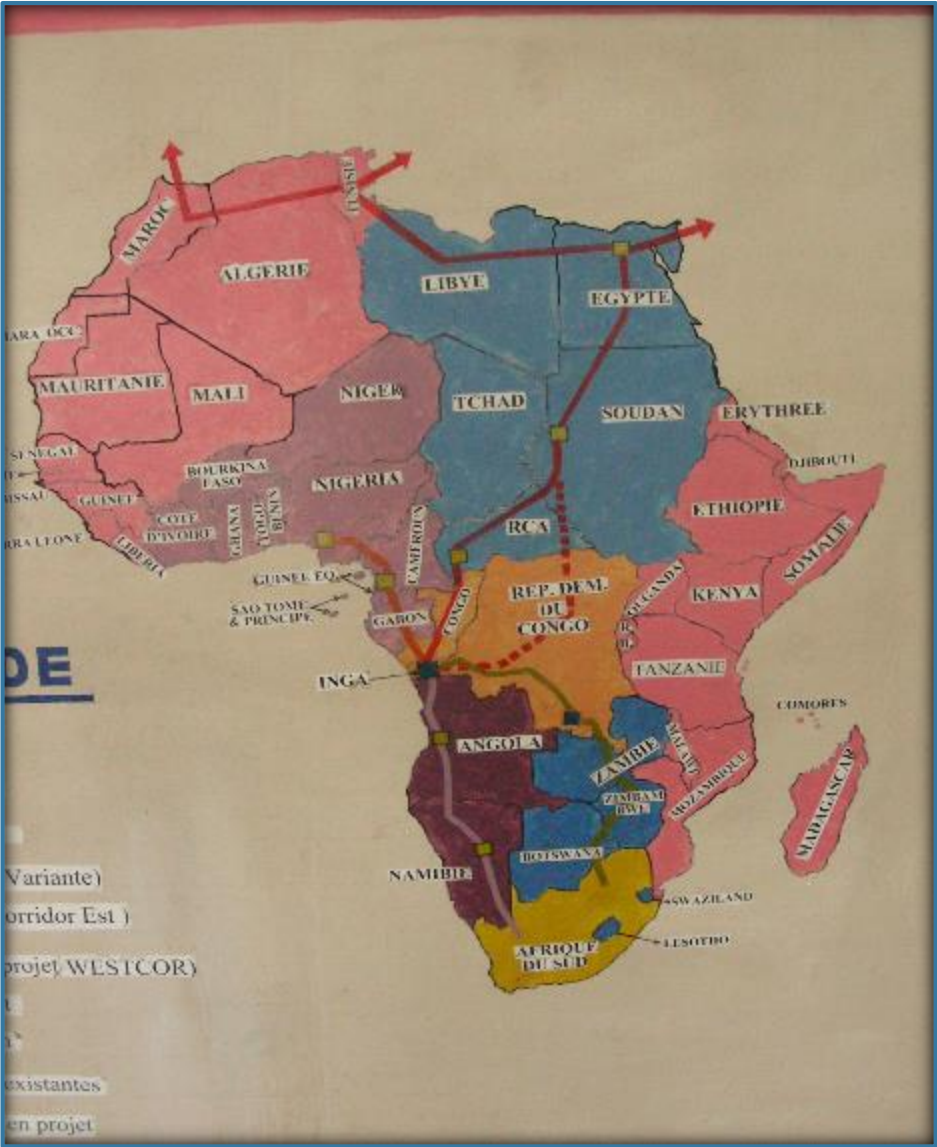 MAROC
TUNISIE
ALGERIE
LIBYE
EGYPTE
OCC.
MAURITANIE
MALI
NIGER
TCHAD
SOUDAN
ERYTHREE
SENEGAL
DJIBOUTI
BOURKINA
FASO
NIGERIA
GUINEE
COTE
D'IVOIRE
GHANA
TOGO
BENIN
RCA
ETHIOPIE
SOMALIE
LEONE
LIBERIA
CAMEROUN
GUINEE EQ.
SAO TOME
& PRINCIPE
GABON
CONGO
REP. DEM.
DU
CONGO
OUGANDA
KENYA
R
B
TANZANIE
DE
INGA
COMORES
ANGOLA
ZAMBIE
MALAWI
MOZAMBIQUE
MADAGASCAR
ZIMBAM
BWE
BOTSWANA
NAMIBIE
SWAZILAND
LESOTHO
AFRIQUE
DU SUD
Variante)
orridor Est )
projet WESTCOR)
existantes
en projet